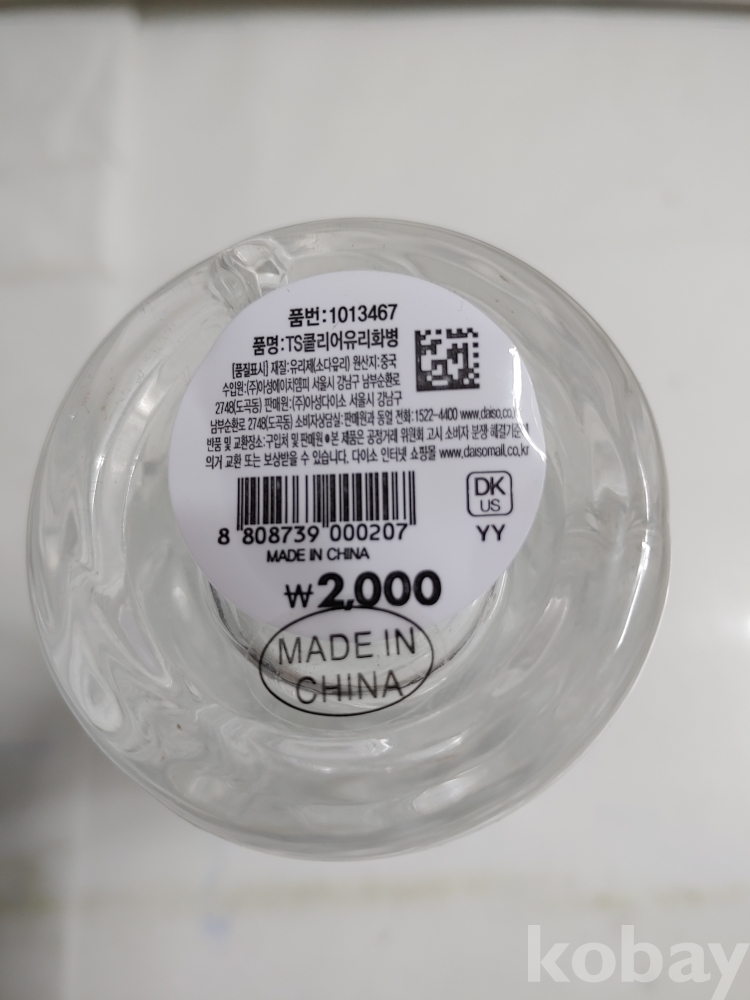 품번:1013467
품명:TS클리어유리화병
[품질표시] 재질:유리제(소다유리) 원산지:중국
수입원:(주)아성에이치엠피 서울시 강남구 남부순환로
2748(도곡동) 판매원:(주)아성다이소 서울시 강남구
남부순환로 2748(도곡동) 소비자상담실:판매원과 동일 전화:1522-4400 www.daiso.co.k
반품 및 교환장소:구입처 및 판매원 ●본 제품은 공정거래 위원회 고시 소비자 분쟁 해결기준에
의거 교환 또는 보상받을 수 있습니다. 다이소 인터넷 쇼핑몰 www.daisomall.co.kr
8 808739 000207
MADE IN CHINA
DK
US
YY
₩2,000
MADE IN
CHINA
kobay